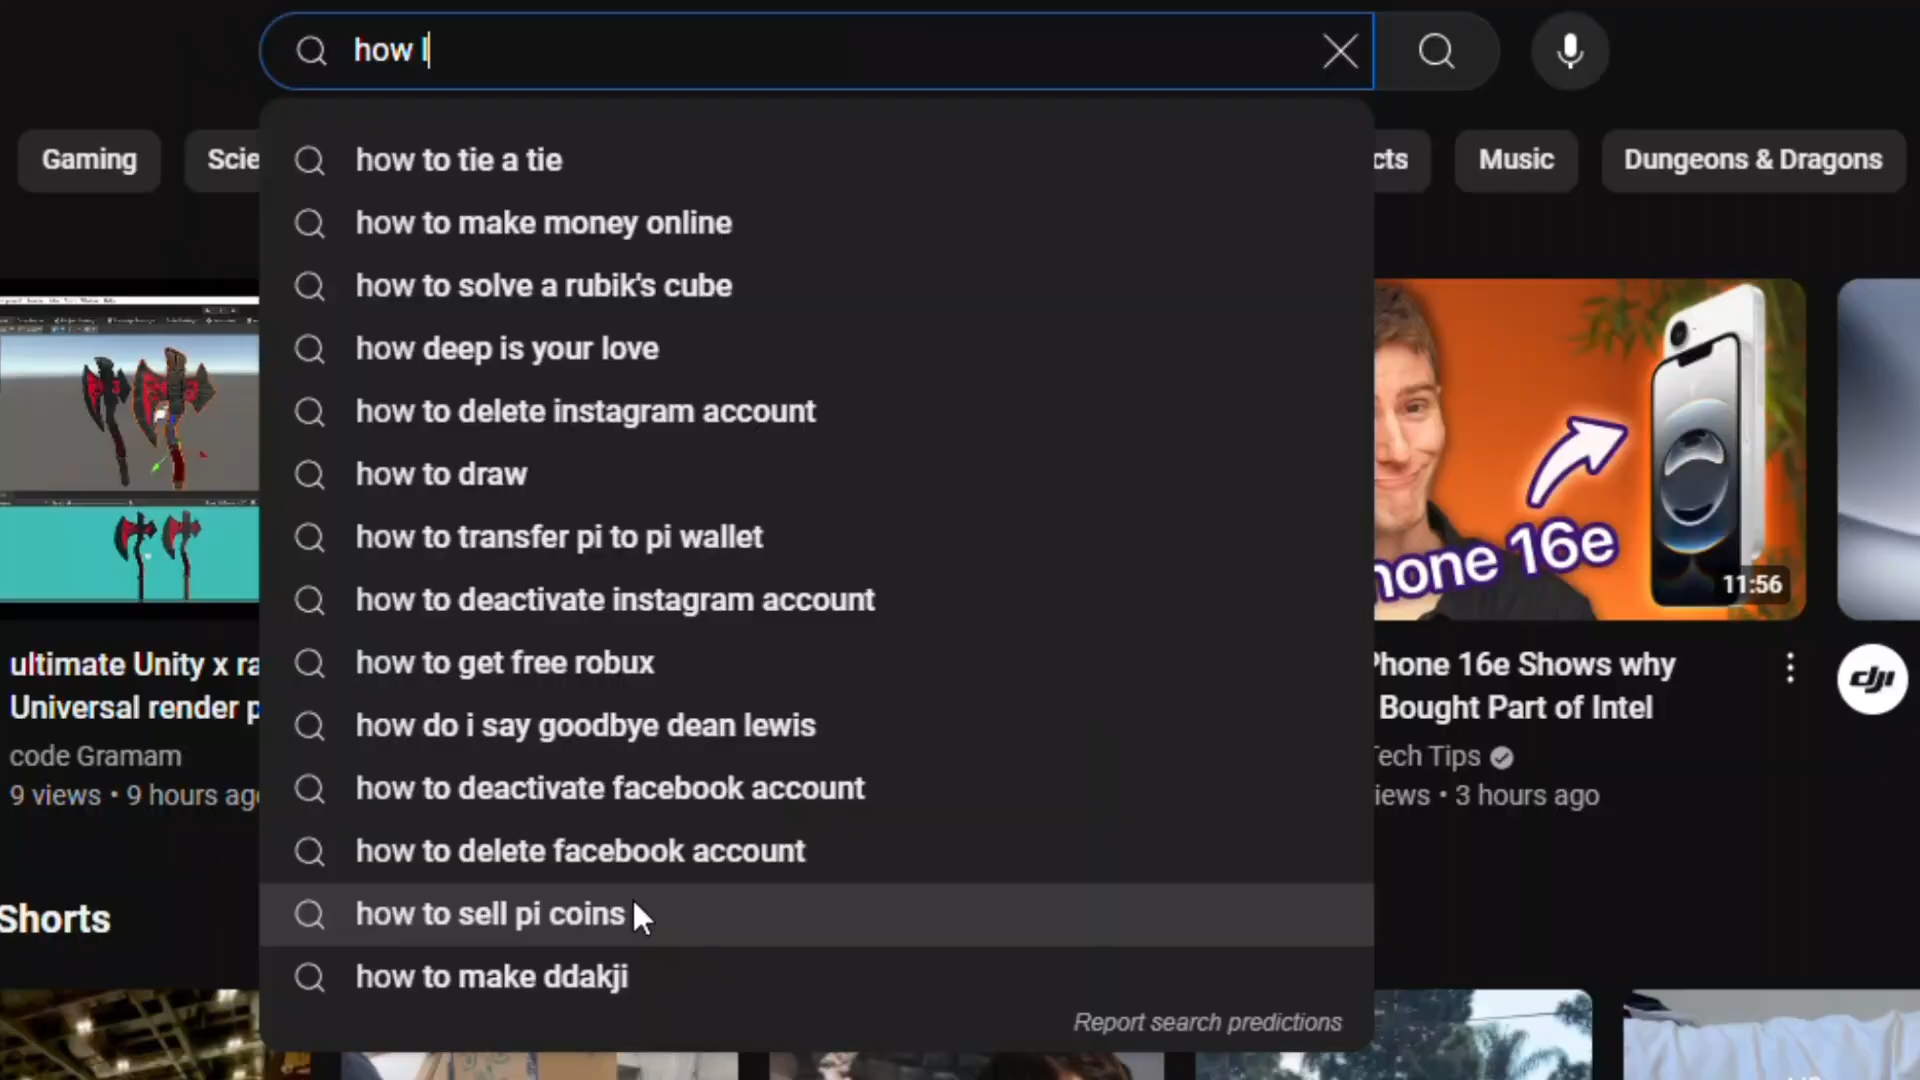 how l
Gaming
Scie
cts
Music
Dungeons & Dragons
how to tie a tie
how to make money online
how to solve a rubik's cube
how deep is your love
how to delete instagram account
how to draw
how to transfer pi to pi wallet
how to deactivate instagram account
how to get free robux
how do i say goodbye dean lewis
how to deactivate facebook account
how to delete facebook account
how to sell pi coins
how to make ddakji
Report search predictions
hone 16e
11:56
ultimate Unity x ra
Universal render p
code Gramam
9 views • 9 hours ag
Phone 16e Shows why
Bought Part of Intel
Tech Tips
iews • 3 hours ago
dji
Shorts